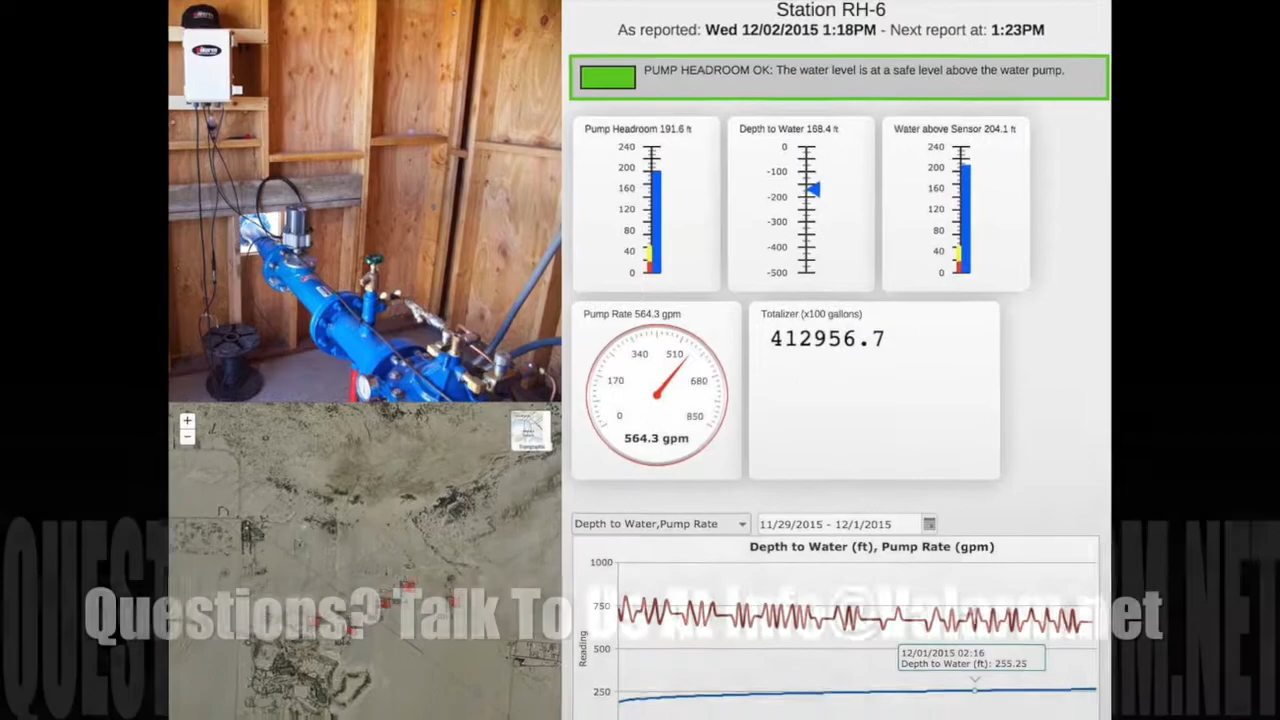 Station RH-6
As reported: Wed 12/02/2015 1:18PM - Next report at: 1:23PM
PUMP HEADROOM OK: The water level is at a safe level above the water pump.
Pump Headroom 191.6 ft
240
200
160
120
80
40
0
Depth to Water 168.4 ft
0
-100
-200
-300
-400
-500
Water above Sensor 204.1 ft
240
200
160
120
80
40
0
Pump Rate 564.3 gpm
0
170
340
510
680
850
564.3 gpm
Totalizer (x100 gallons)
412956.7
Depth to Water,Pump Rate
11/29/2015 - 12/1/2015
Depth to Water (ft), Pump Rate (gpm)
1000
750
500
250
Reading
12/01/2015 02:16
Depth to Water (ft): 255.25
+
-
Questions? Talk To Us At Info@
.net